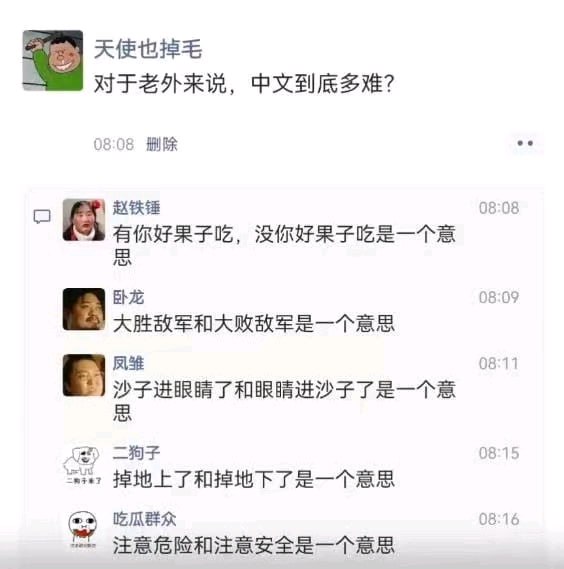 天使也掉毛
对于老外来说，中文到底多难？
08:08 删除
赵铁锤 08:08
有你好果子吃，没你好果子吃是一个意
思
卧龙 08:09
大胜敌军和大败敌军是一个意思
凤雏 08:11
沙子进眼睛了和眼睛进沙子了是一个意
思
二狗子 08:15
掉地上了和掉地下了是一个意思
二狗子来了
吃瓜群众 08:16
注意危险和注意安全是一个意思